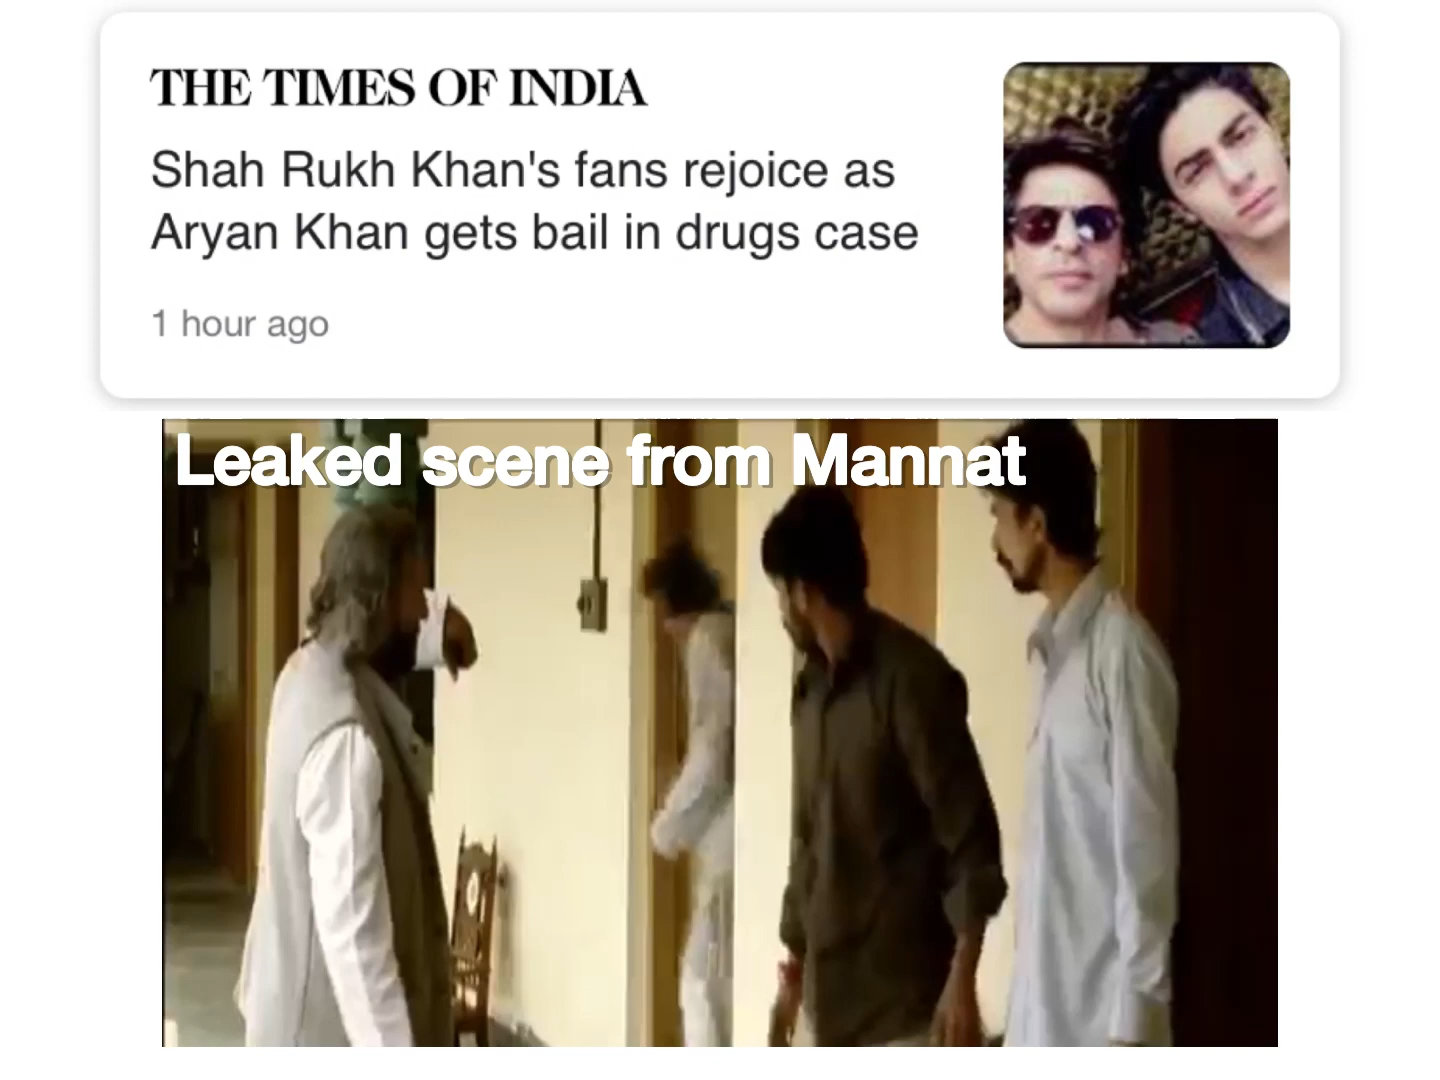 THE TIMES OF INDIA
Shah Rukh Khan's fans rejoice as
Aryan Khan gets bail in drugs case
1 hour ago
Leaked scene from Mannat